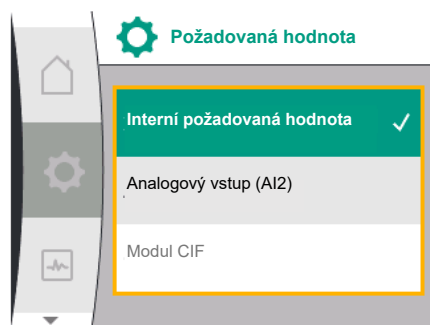 Požadovaná hodnota
Interní požadovaná hodnota
Analogový vstup (AI2)
Modul CIF